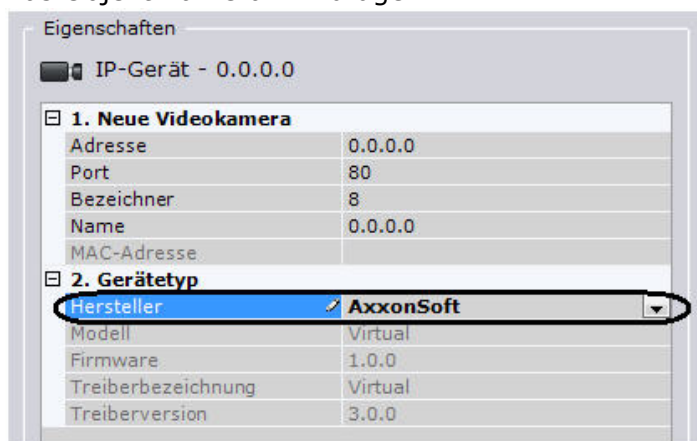 Eigenschaften
IP-Gerät - 0.0.0.0
1. Neue Videokamera
Adresse 0.0.0.0
Port 80
Bezeichner 8
Name 0.0.0.0
MAC-Adresse
2. Gerätetyp
Hersteller AxxonSoft
Modell Virtual
Firmware 1.0.0
Treiberbezeichnung Virtual
Treiberversion 3.0.0